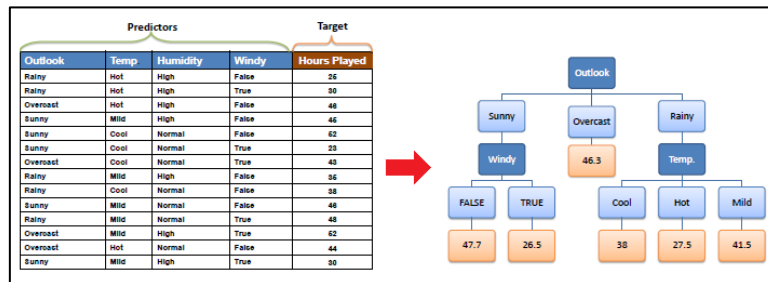 Predictors Target
Outlook Temp Humidity Windy Hours Played
Rainy Hot High False 25
Rainy Hot High True 30
Overcast Hot High False 46
Sunny Mild High False 45
Sunny Cool Normal False 52
Sunny Cool Normal True 23
Overcast Cool Normal True 43
Rainy Mild High False 35
Rainy Cool Normal False 38
Sunny Mild Normal False 46
Rainy Mild Normal True 48
Overcast Mild High True 52
Overcast Hot Normal False 44
Sunny Mild High True 30
Outlook
Sunny Overcast Rainy
Windy 46.3 Temp.
FALSE TRUE Cool Hot Mild
47.7 26.5 38 27.5 41.5